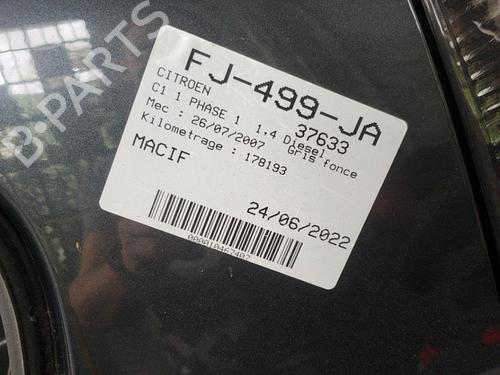 B-PARTS
FJ-499-JA
CITROEN 37633
C1 1 PHASE 1 1.4 Diesel
Mec : 26/07/2007 Gris fonce
Kilometrage : 178193
MACIF
24/06/2022
000010467407